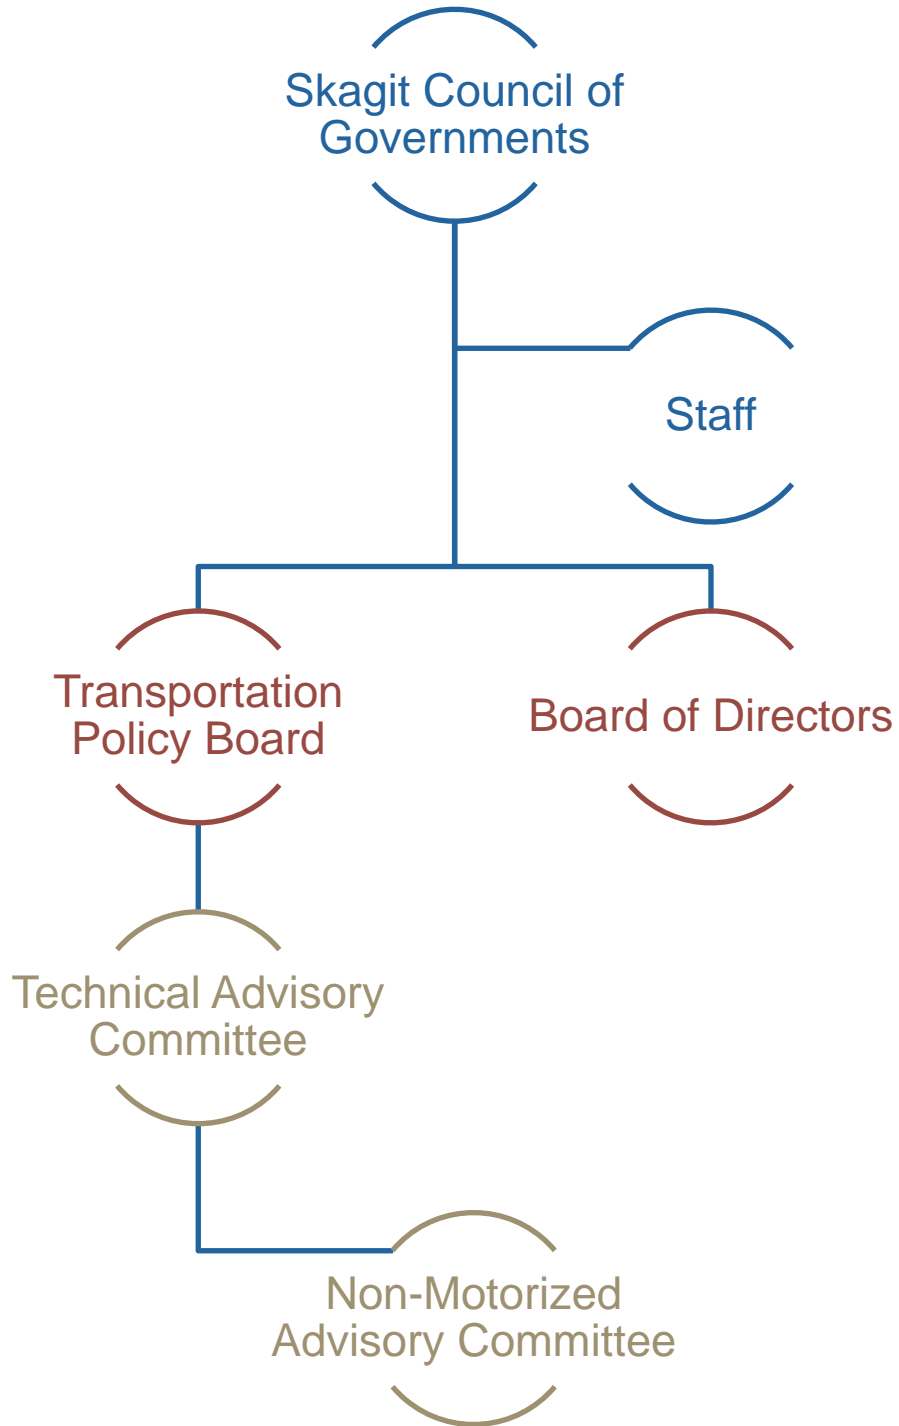 Skagit Council of
Governments
Staff
Transportation
Policy Board
Board of Directors
Technical Advisory
Committee
Non-Motorized
Advisory Committee